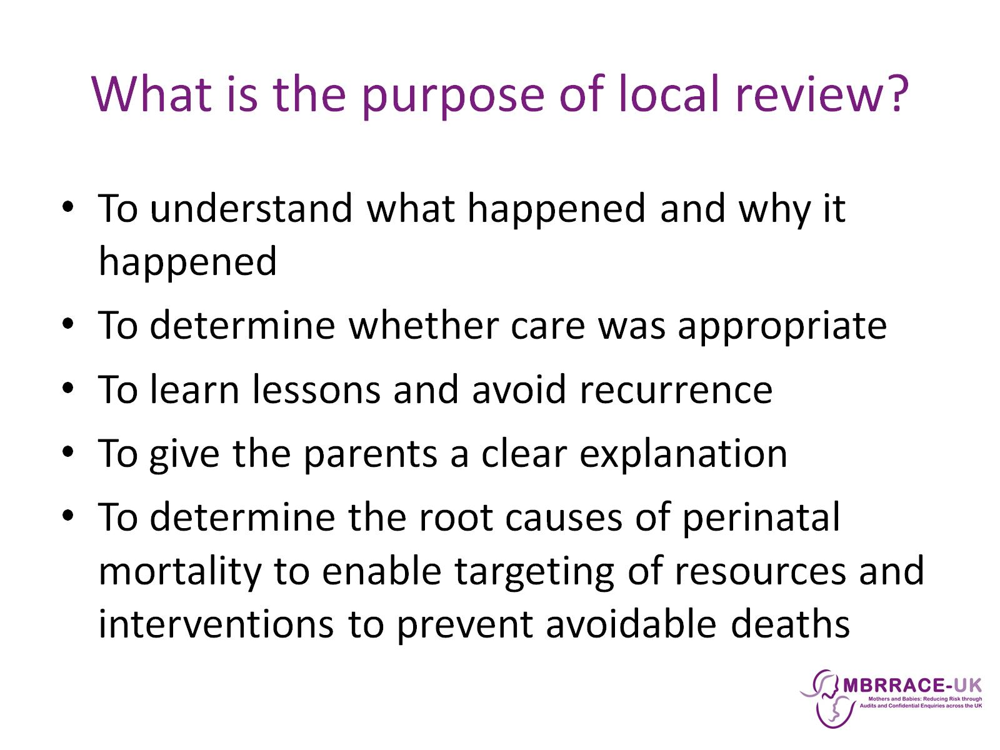 What is the purpose of local review?
• To understand what happened and why it
happened
• To determine whether care was appropriate
• To learn lessons and avoid recurrence
• To give the parents a clear explanation
• To determine the root causes of perinatal
mortality to enable targeting of resources and
interventions to prevent avoidable deaths
MBRRACE-UK
Mothers and Babies: Reducing Risk through
Audits and Confidential Enquiries across the UK